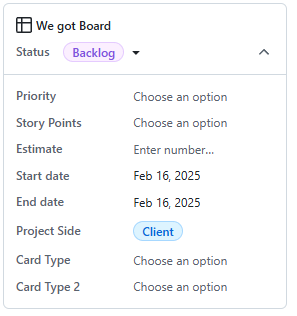 We got Board
Status Backlog
Priority Choose an option
Story Points Choose an option
Estimate Enter number...
Start date Feb 16, 2025
End date Feb 16, 2025
Project Side Client
Card Type Choose an option
Card Type 2 Choose an option